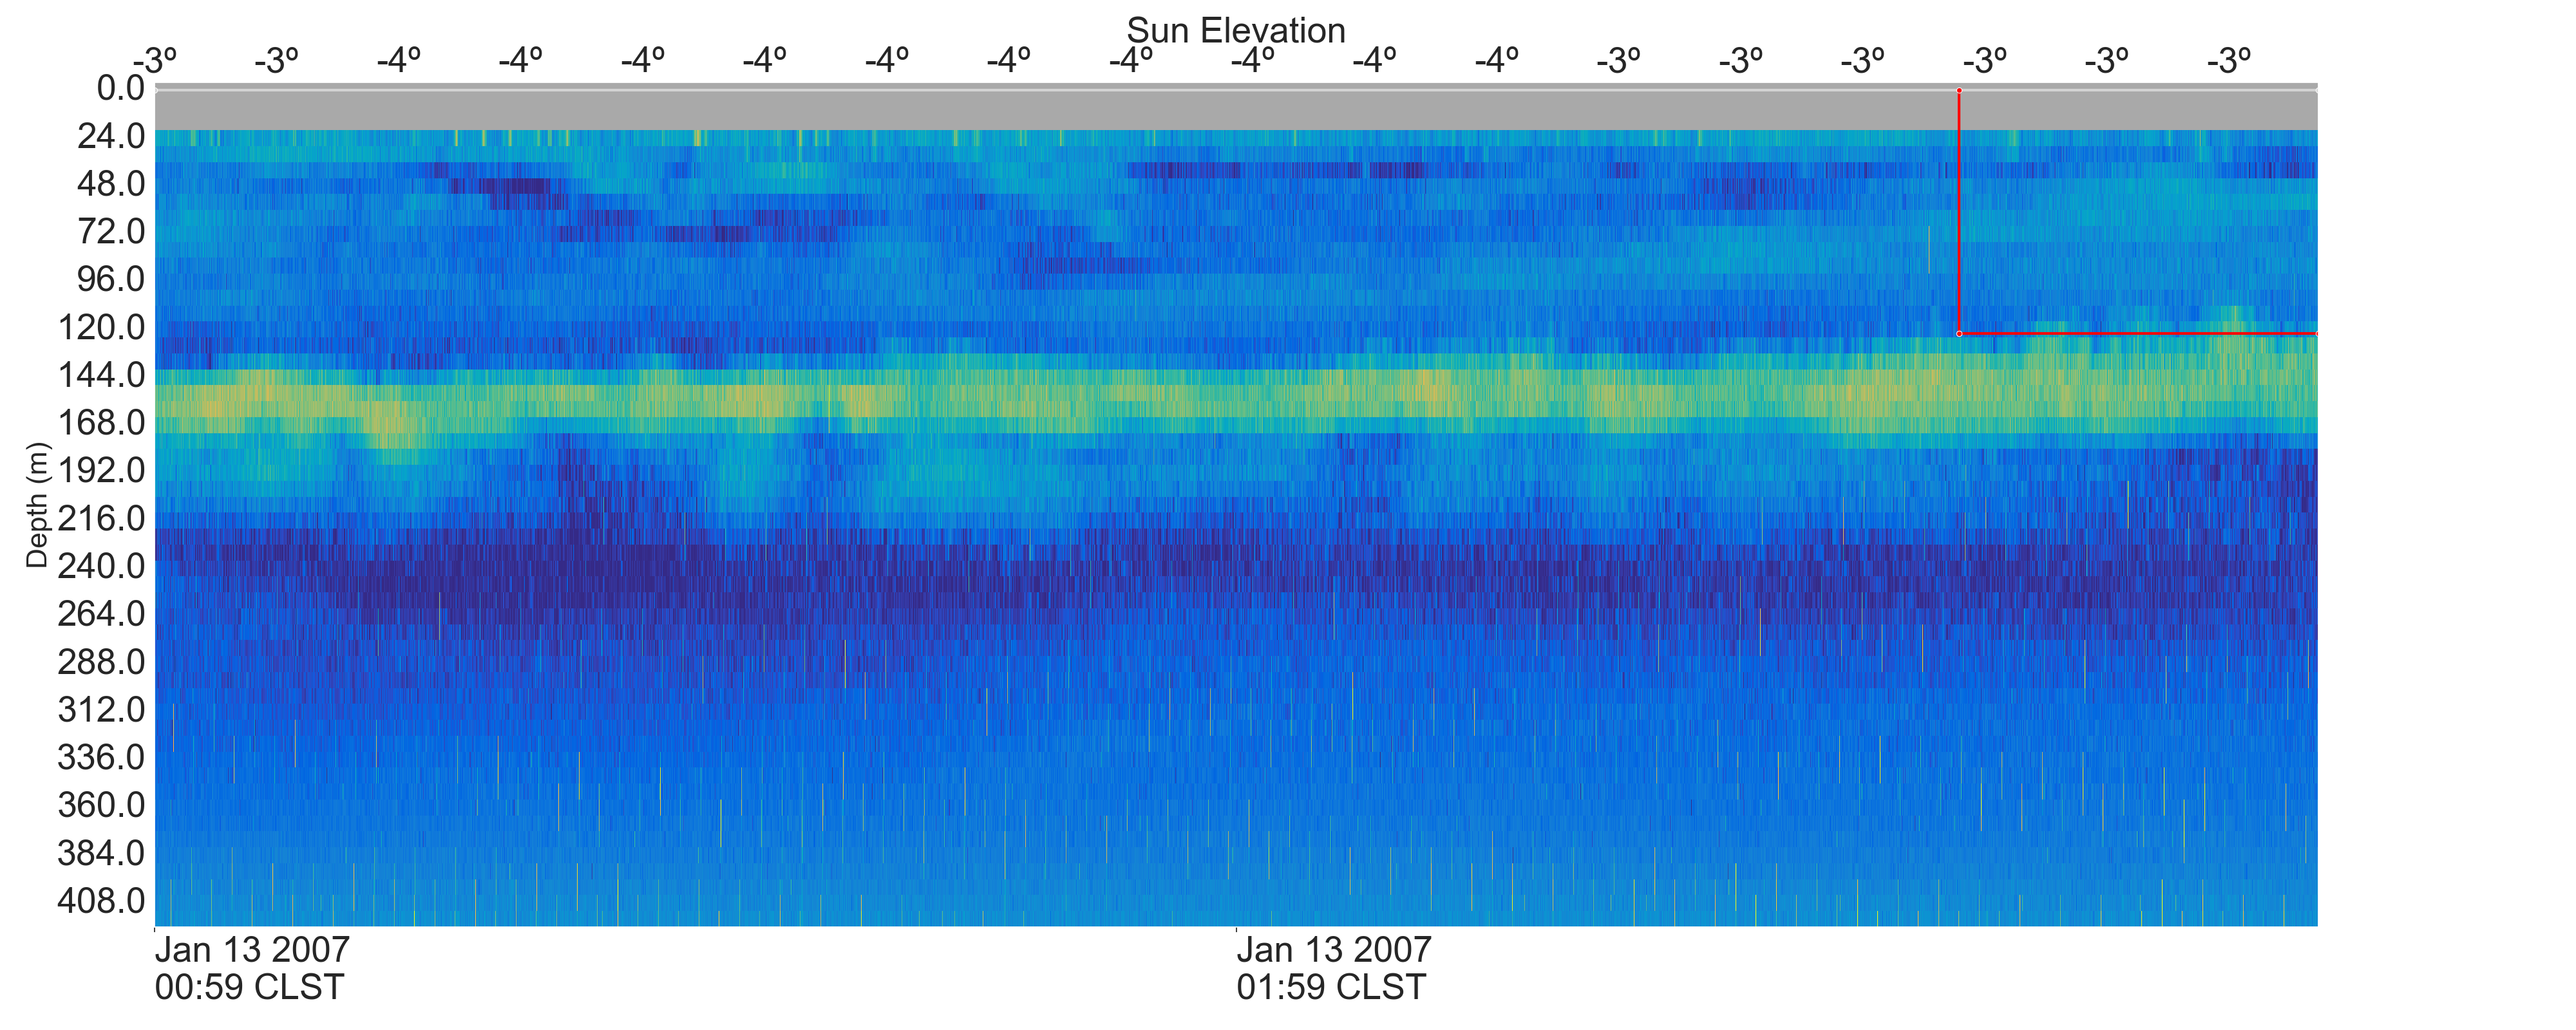 Sun Elevation
-3º -3º -4º -4º -4º -4º -4º -4º -4º -4º -4º -4º -3º -3º -3º -3º -3º -3º
0.0
24.0
48.0
72.0
96.0
120.0
144.0
168.0
192.0
216.0
240.0
264.0
288.0
312.0
336.0
360.0
384.0
408.0
Depth (m)
Jan 13 2007
00:59 CLST
Jan 13 2007
01:59 CLST